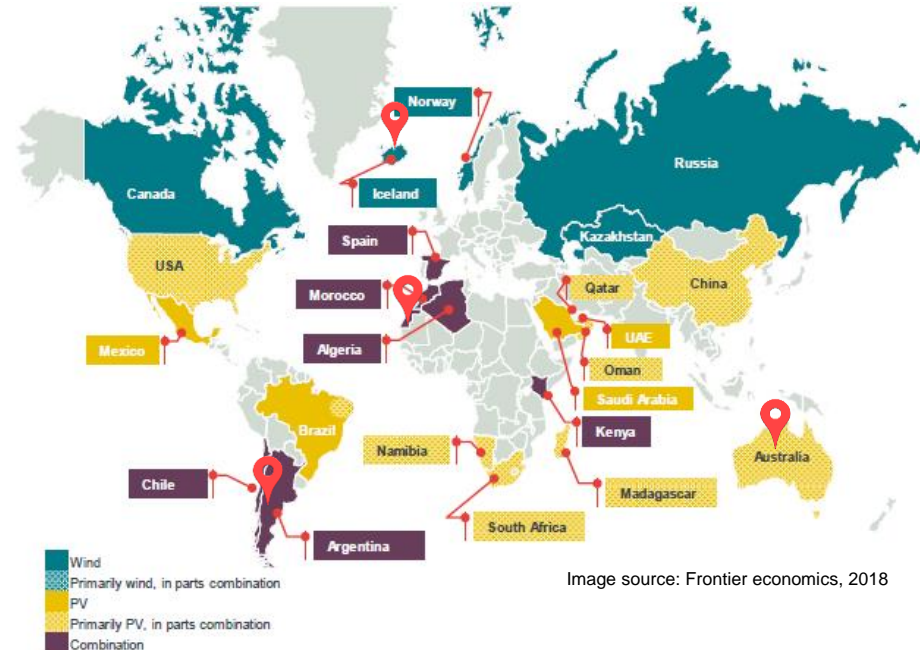 Norway
Russia
Canada
Iceland
Kazakhstan
Spain
USA
China
Qatar
Morocco
UAE
Algeria
Mexico
Oman
Saudi Arabia
Brazil
Kenya
Namibia
Australia
Chile
Madagascar
South Africa
Argentina
Wind
Primarily wind, in parts combination
PV
Primarily PV, in parts combination
Combination
Image source: Frontier economics, 2018